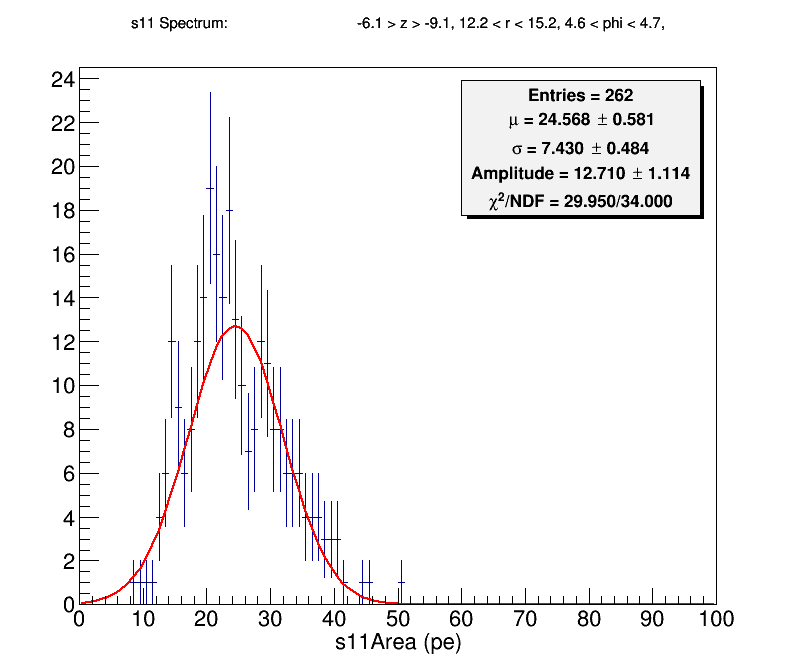 s11 Spectrum: -6.1 > z > -9.1, 12.2 < r < 15.2, 4.6 < phi < 4.7,
Entries = 262
μ = 24.568 ± 0.581
σ = 7.430 ± 0.484
Amplitude = 12.710 ± 1.114
χ²/NDF = 29.950/34.000
24
22
20
18
16
14
12
10
8
6
4
2
0
0 10 20 30 40 50 60 70 80 90 100
s11Area (pe)